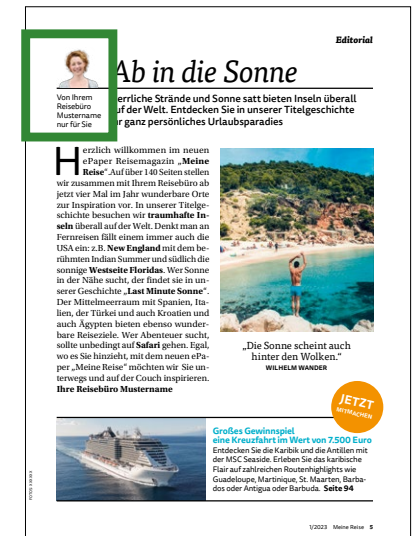 Editorial
Von Ihrem
Reisebüro
Mustername
nur für Sie
Ab in die Sonne
errliche Strände und Sonne satt bieten Inseln überall
uf der Welt. Entdecken Sie in unserer Titelgeschichte
r ganz persönliches Urlaubsparadies
Herzlich willkommen im neuen
ePaper Reisemagazin „Meine
Reise“.Auf über 140 Seiten stellen
wir zusammen mit Ihrem Reisebüro ab
jetzt vier Mal im Jahr wunderbare Orte
zur Inspiration vor. In unserer Titelge-
schichte besuchen wir traumhafte In-
seln überall auf der Welt. Denkt man an
Fernreisen fällt einem immer auch die
USA ein: z.B. New England mit dem be-
rühmten Indian Summer und südlich die
sonnige Westseite Floridas. Wer Sonne
in der Nähe sucht, der findet sie in un-
serer Geschichte „Last Minute Sonne“.
Der Mittelmeerraum mit Spanien, Ita-
lien, der Türkei und auch Kroatien und
auch Ägypten bieten ebenso wunder-
bare Reiseziele. Wer Abenteuer sucht,
sollte unbedingt auf Safari gehen. Egal,
wo es Sie hinzieht, mit dem neuen ePa-
per „Meine Reise“ möchten wir Sie un-
terwegs und auf der Couch inspirieren.
Ihre Reisebüro Mustername
„Die Sonne scheint auch
hinter den Wolken.“
WILHELM WANDER
JETZT
MITMACHEN
Großes Gewinnspiel
eine Kreuzfahrt im Wert von 7.500 Euro
Entdecken Sie die Karibik und die Antillen mit
der MSC Seaside. Erleben Sie das karibische
Flair auf zahlreichen Routenhighlights wie
Guadeloupe, Martinique, St. Maarten, Barba-
dos oder Antigua oder Barbuda. Seite 94
1/2023 Meine Reise 5